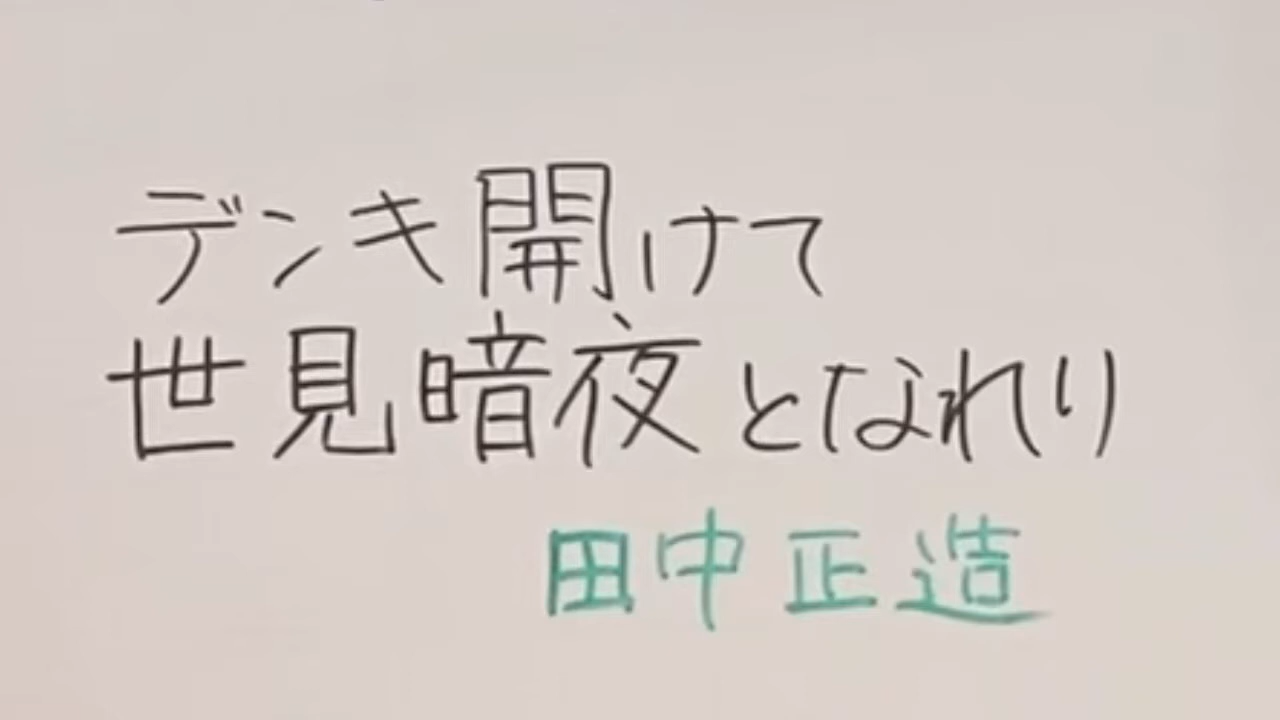 デンキ開けて
世見暗夜となれり
田中正造